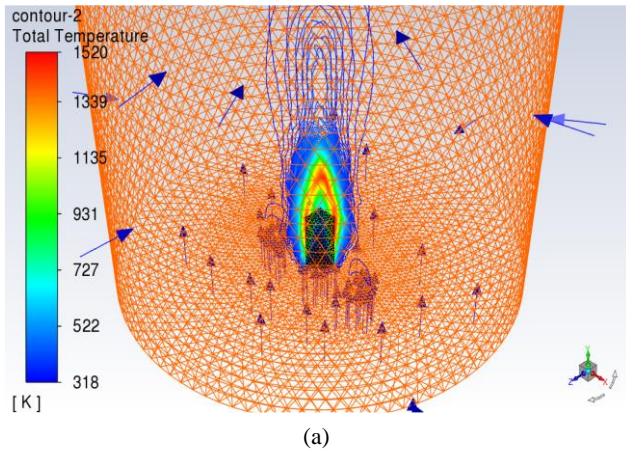 contour-2
Total Temperature
1520
1339
1135
931
727
522
318
[ K ]
Y
Z
X
(a)